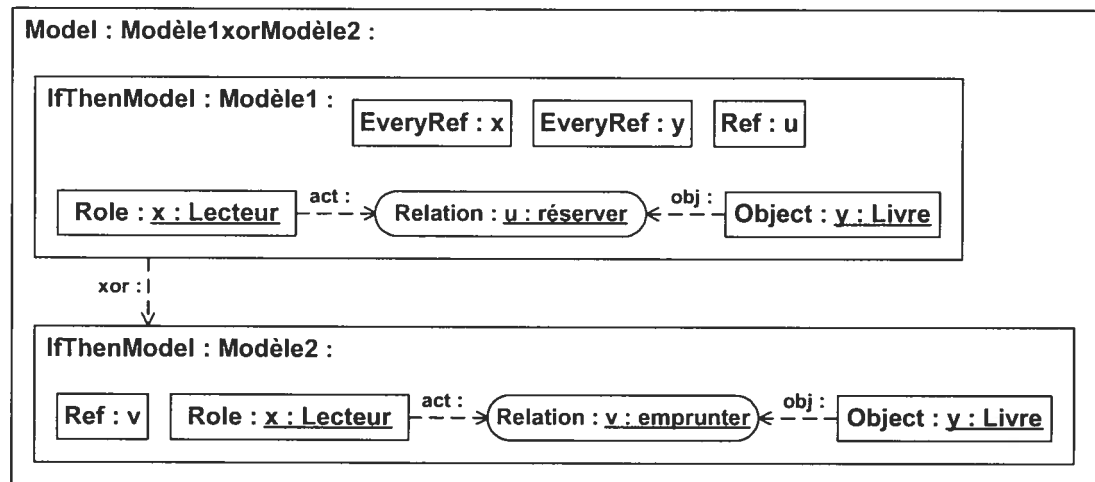 Model : Modèle1xorModèle2 :
IfThenModel : Modèle1 :
EveryRef : x
EveryRef : y
Ref : u
Role : x : Lecteur
act :
Relation : u : réserver
obj :
Object : y : Livre
xor :
IfThenModel : Modèle2 :
Ref : v
Role : x : Lecteur
act :
Relation : v : emprunter
obj :
Object : y : Livre